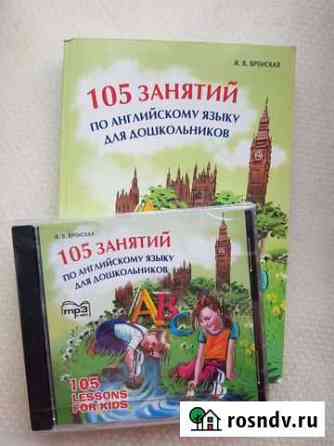 И. В. ВРОНСКАЯ
105 ЗАНЯТИЙ
ПО АНГЛИЙСКОМУ ЯЗЫКУ
ДЛЯ ДОШКОЛЬНИКОВ
И. В. ВРОНСКАЯ
105 ЗАНЯТИЙ
ПО АНГЛИЙСКОМУ ЯЗЫКУ
ДЛЯ ДОШКОЛЬНИКОВ
mp3
ABC
105
LESSONS
FOR KIDS
rosndv.ru